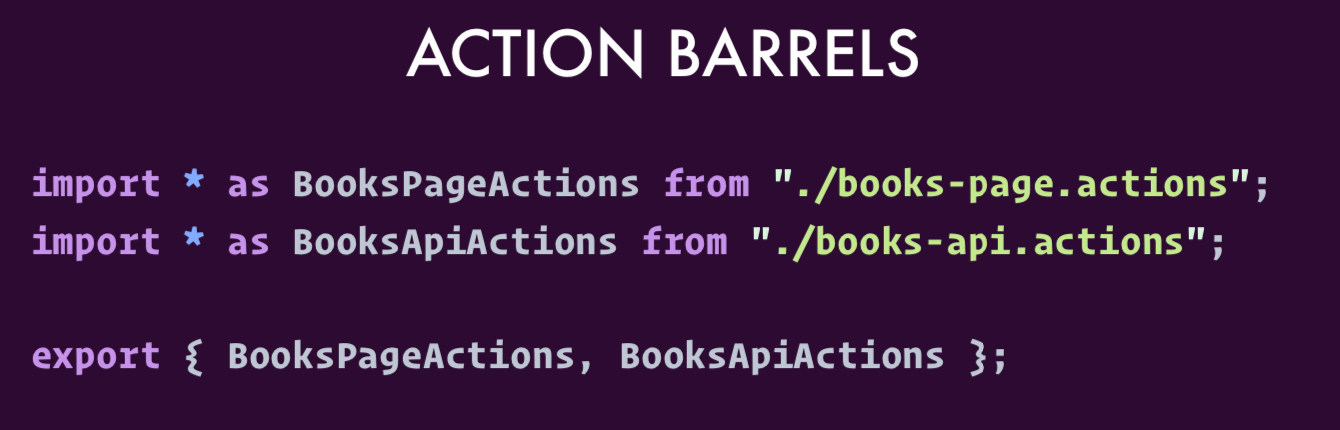 ACTION BARRELS
import * as BooksPageActions from "./books-page.actions";
import * as BooksApiActions from "./books-api.actions";
export { BooksPageActions, BooksApiActions };